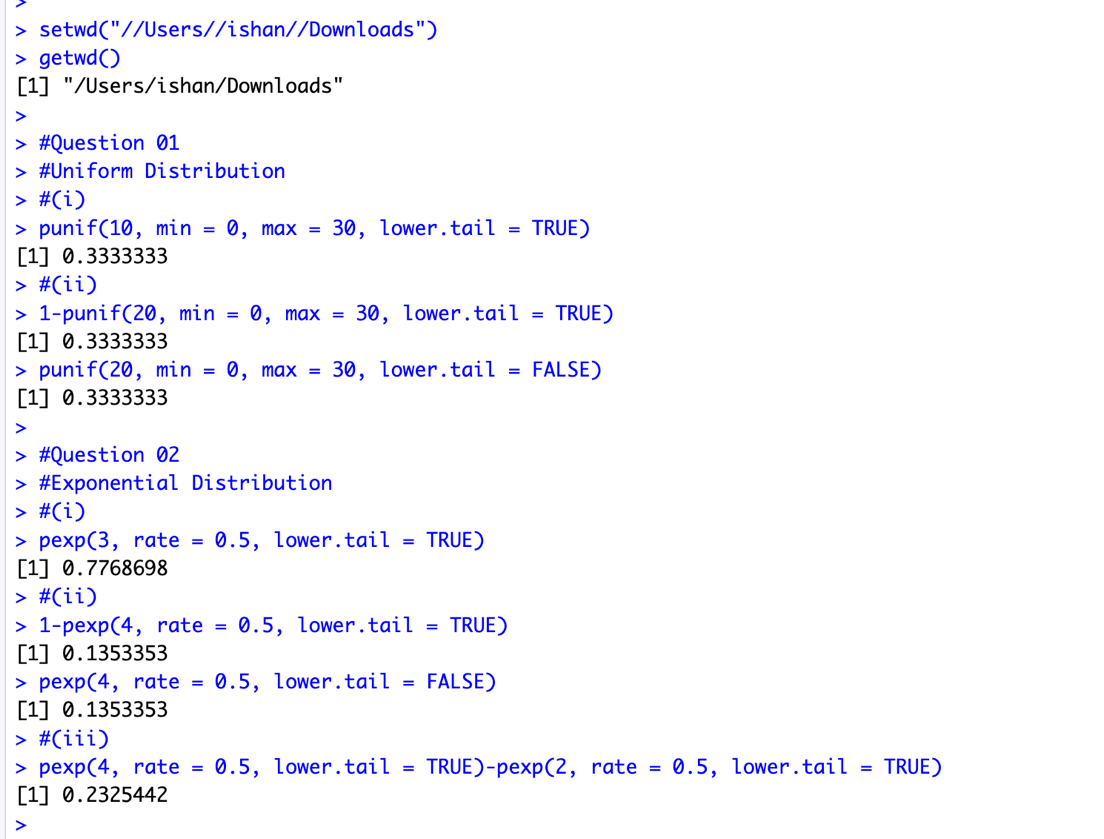 >
> setwd("//Users//ishan//Downloads")
> getwd()
[1] "/Users/ishan/Downloads"
>
> #Question 01
> #Uniform Distribution
> #(i)
> punif(10, min = 0, max = 30, lower.tail = TRUE)
[1] 0.3333333
> #(ii)
> 1-punif(20, min = 0, max = 30, lower.tail = TRUE)
[1] 0.3333333
> punif(20, min = 0, max = 30, lower.tail = FALSE)
[1] 0.3333333
>
> #Question 02
> #Exponential Distribution
> #(i)
> pexp(3, rate = 0.5, lower.tail = TRUE)
[1] 0.7768698
> #(ii)
> 1-pexp(4, rate = 0.5, lower.tail = TRUE)
[1] 0.1353353
> pexp(4, rate = 0.5, lower.tail = FALSE)
[1] 0.1353353
> #(iii)
> pexp(4, rate = 0.5, lower.tail = TRUE)-pexp(2, rate = 0.5, lower.tail = TRUE)
[1] 0.2325442
>